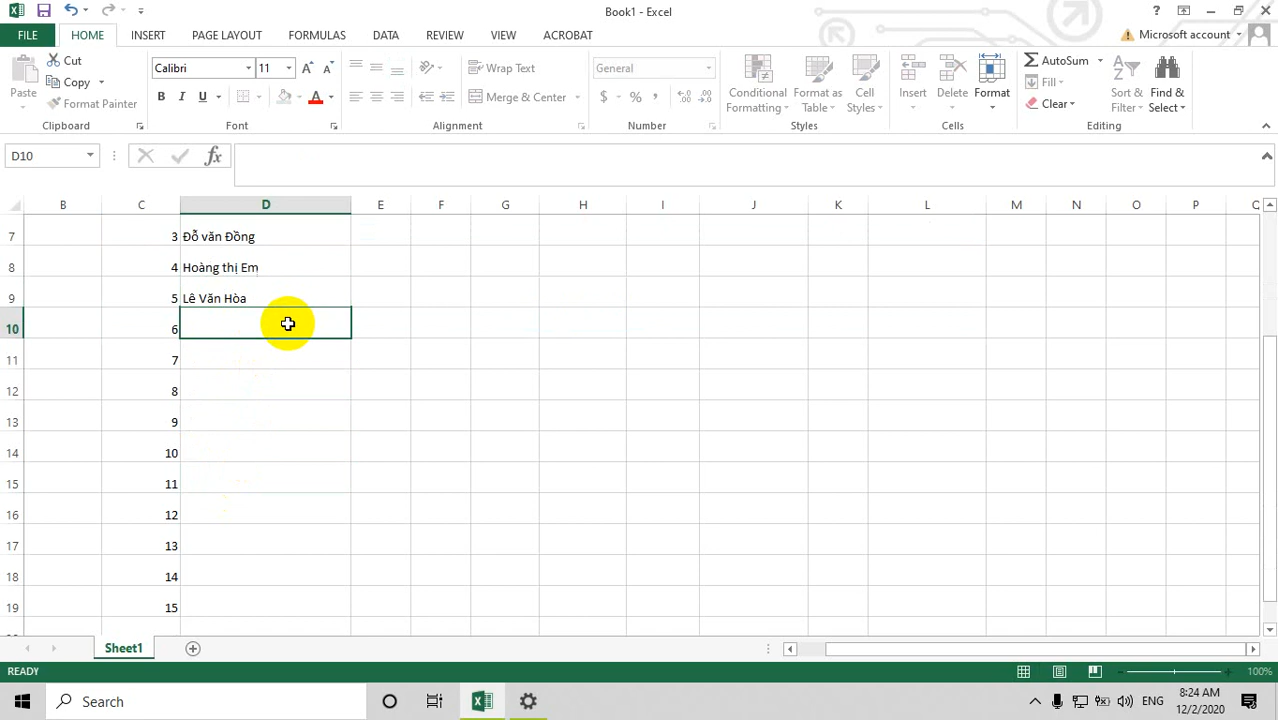 Book1 - Excel
?
FILE HOME INSERT PAGE LAYOUT FORMULAS DATA REVIEW VIEW ACROBAT Microsoft account
Paste Cut Copy Format Painter Clipboard
Calibri 11 A A B I U A Font
Wrap Text Merge & Center Alignment
General $ % , Number
Conditional Formatting Format as Table Cell Styles Styles
Insert Delete Format Cells
AutoSum Fill Clear Sort & Filter Find & Select Editing
D10 fx
B C D E F G H I J K L M N O P Q
7 3 Đỗ văn Đồng
8 4 Hoàng thị Em
9 5 Lê Văn Hòa
10 6
11 7
12 8
13 9
14 10
15 11
16 12
17 13
18 14
19 15
Sheet1
READY 100%
Search ENG 8:24 AM
12/2/2020